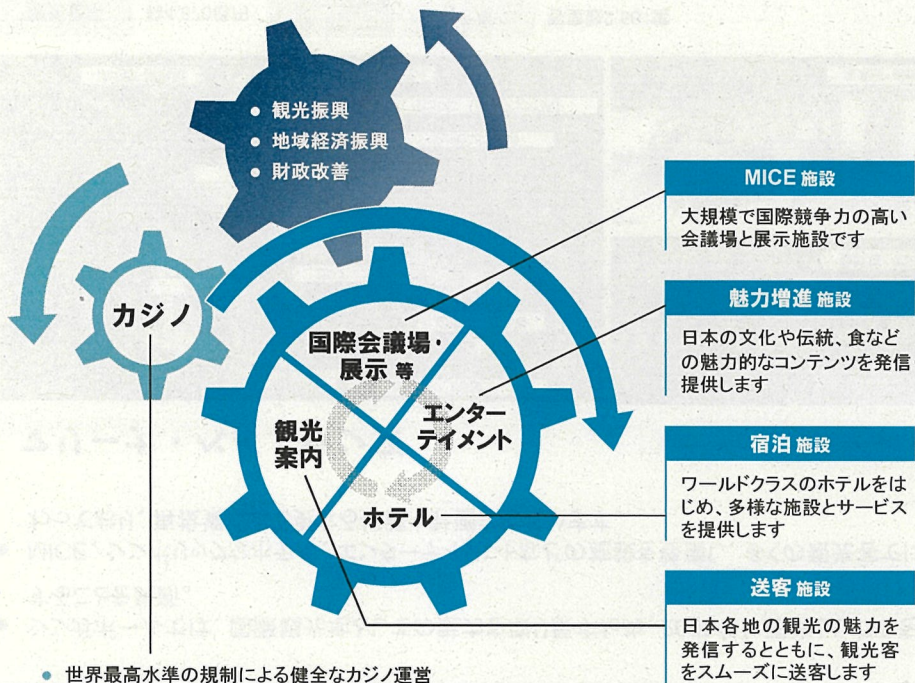 ● 観光振興
● 地域経済振興
● 財政改善
カジノ
国際会議場・
展示 等
エンター
テイメント
観光
案内
ホテル
MICE 施設
大規模で国際競争力の高い
会議場と展示施設です
魅力増進 施設
日本の文化や伝統、食など
の魅力的なコンテンツを発信
提供します
宿泊 施設
ワールドクラスのホテルをは
じめ、多様な施設とサービス
を提供します
送客 施設
日本各地の観光の魅力を
発信するとともに、観光客
をスムーズに送客します
● 世界最高水準の規制による健全なカジノ運営